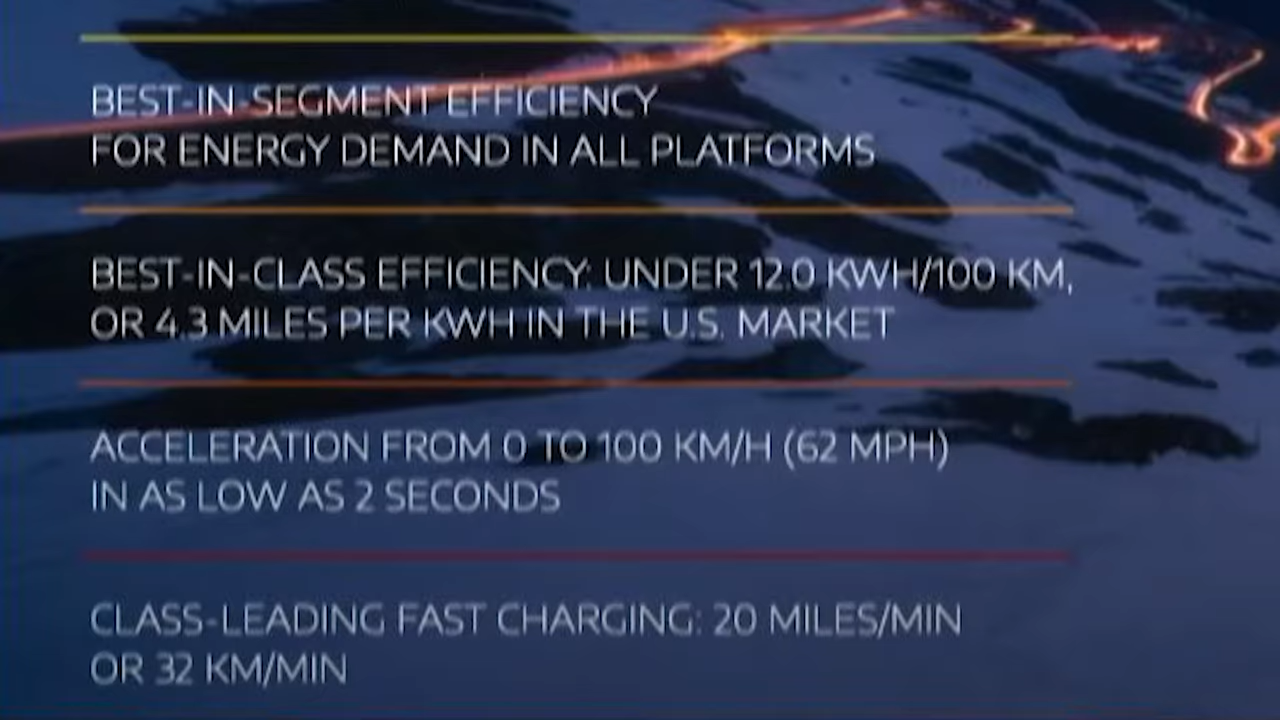 BEST-IN-SEGMENT EFFICIENCY
FOR ENERGY DEMAND IN ALL PLATFORMS
BEST-IN-CLASS EFFICIENCY: UNDER 12.0 KWH/100 KM,
OR 4.3 MILES PER KWH IN THE U.S. MARKET
ACCELERATION FROM 0 TO 100 KM/H (62 MPH)
IN AS LOW AS 2 SECONDS
CLASS-LEADING FAST CHARGING: 20 MILES/MIN
OR 32 KM/MIN